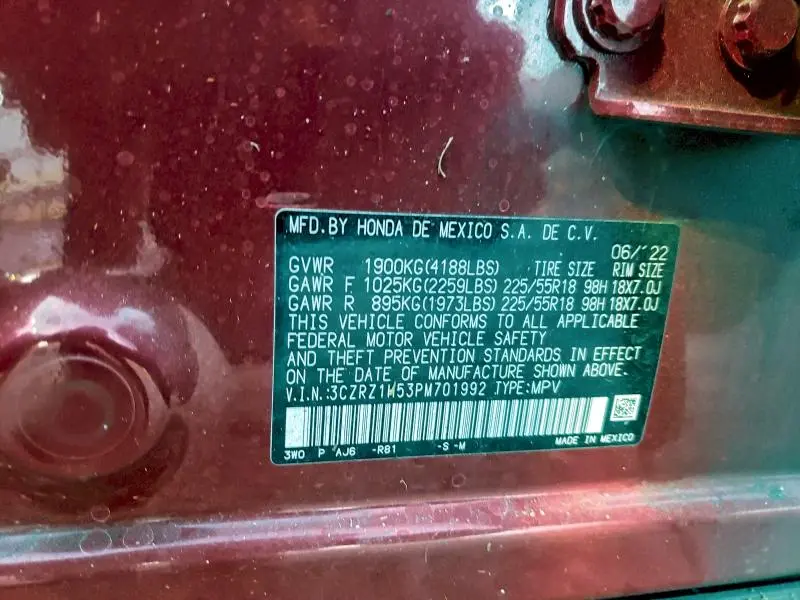 MFD.BY HONDA DE MEXICO S.A. DE C.V.
06/'22
GVWR 1900KG(4188LBS) TIRE SIZE RIM SIZE
GAWR F 1025KG(2259LBS) 225/55R18 98H 18X7.0J
GAWR R 895KG(1973LBS) 225/55R18 98H 18X7.0J
THIS VEHICLE CONFORMS TO ALL APPLICABLE
FEDERAL MOTOR VEHICLE SAFETY
AND THEFT PREVENTION STANDARDS IN EFFECT
ON THE DATE OF MANUFACTURE SHOWN ABOVE.
V.I.N.: TYPE:MPV
3WO P AJ6 -R81 -S -M MADE IN MEXICO